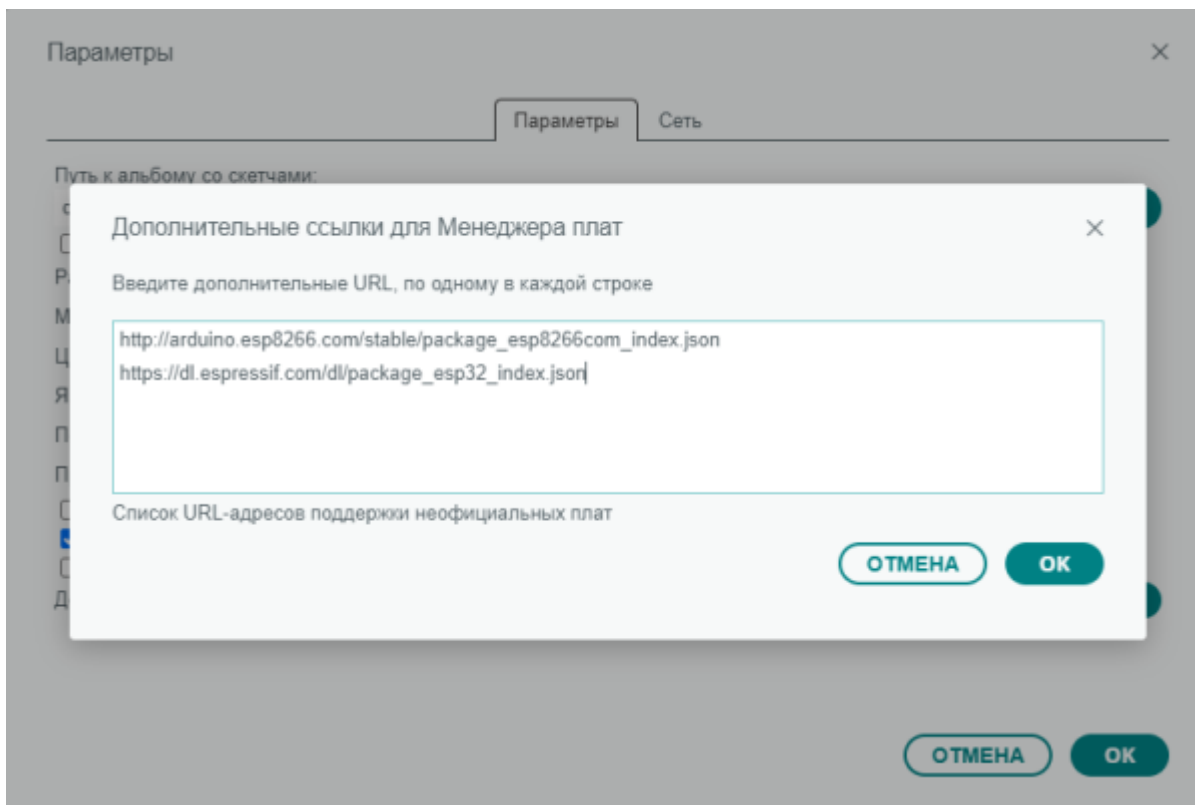 Параметры
Параметры Сеть
Путь к альбому со скетчами:
Дополнительные ссылки для Менеджера плат
Введите дополнительные URL, по одному в каждой строке
http://arduino.esp8266.com/stable/package_esp8266com_index.json
https://dl.espressif.com/dl/package_esp32_index.json
Список URL-адресов поддержки неофициальных плат
ОТМЕНА OK
ОТМЕНА OK